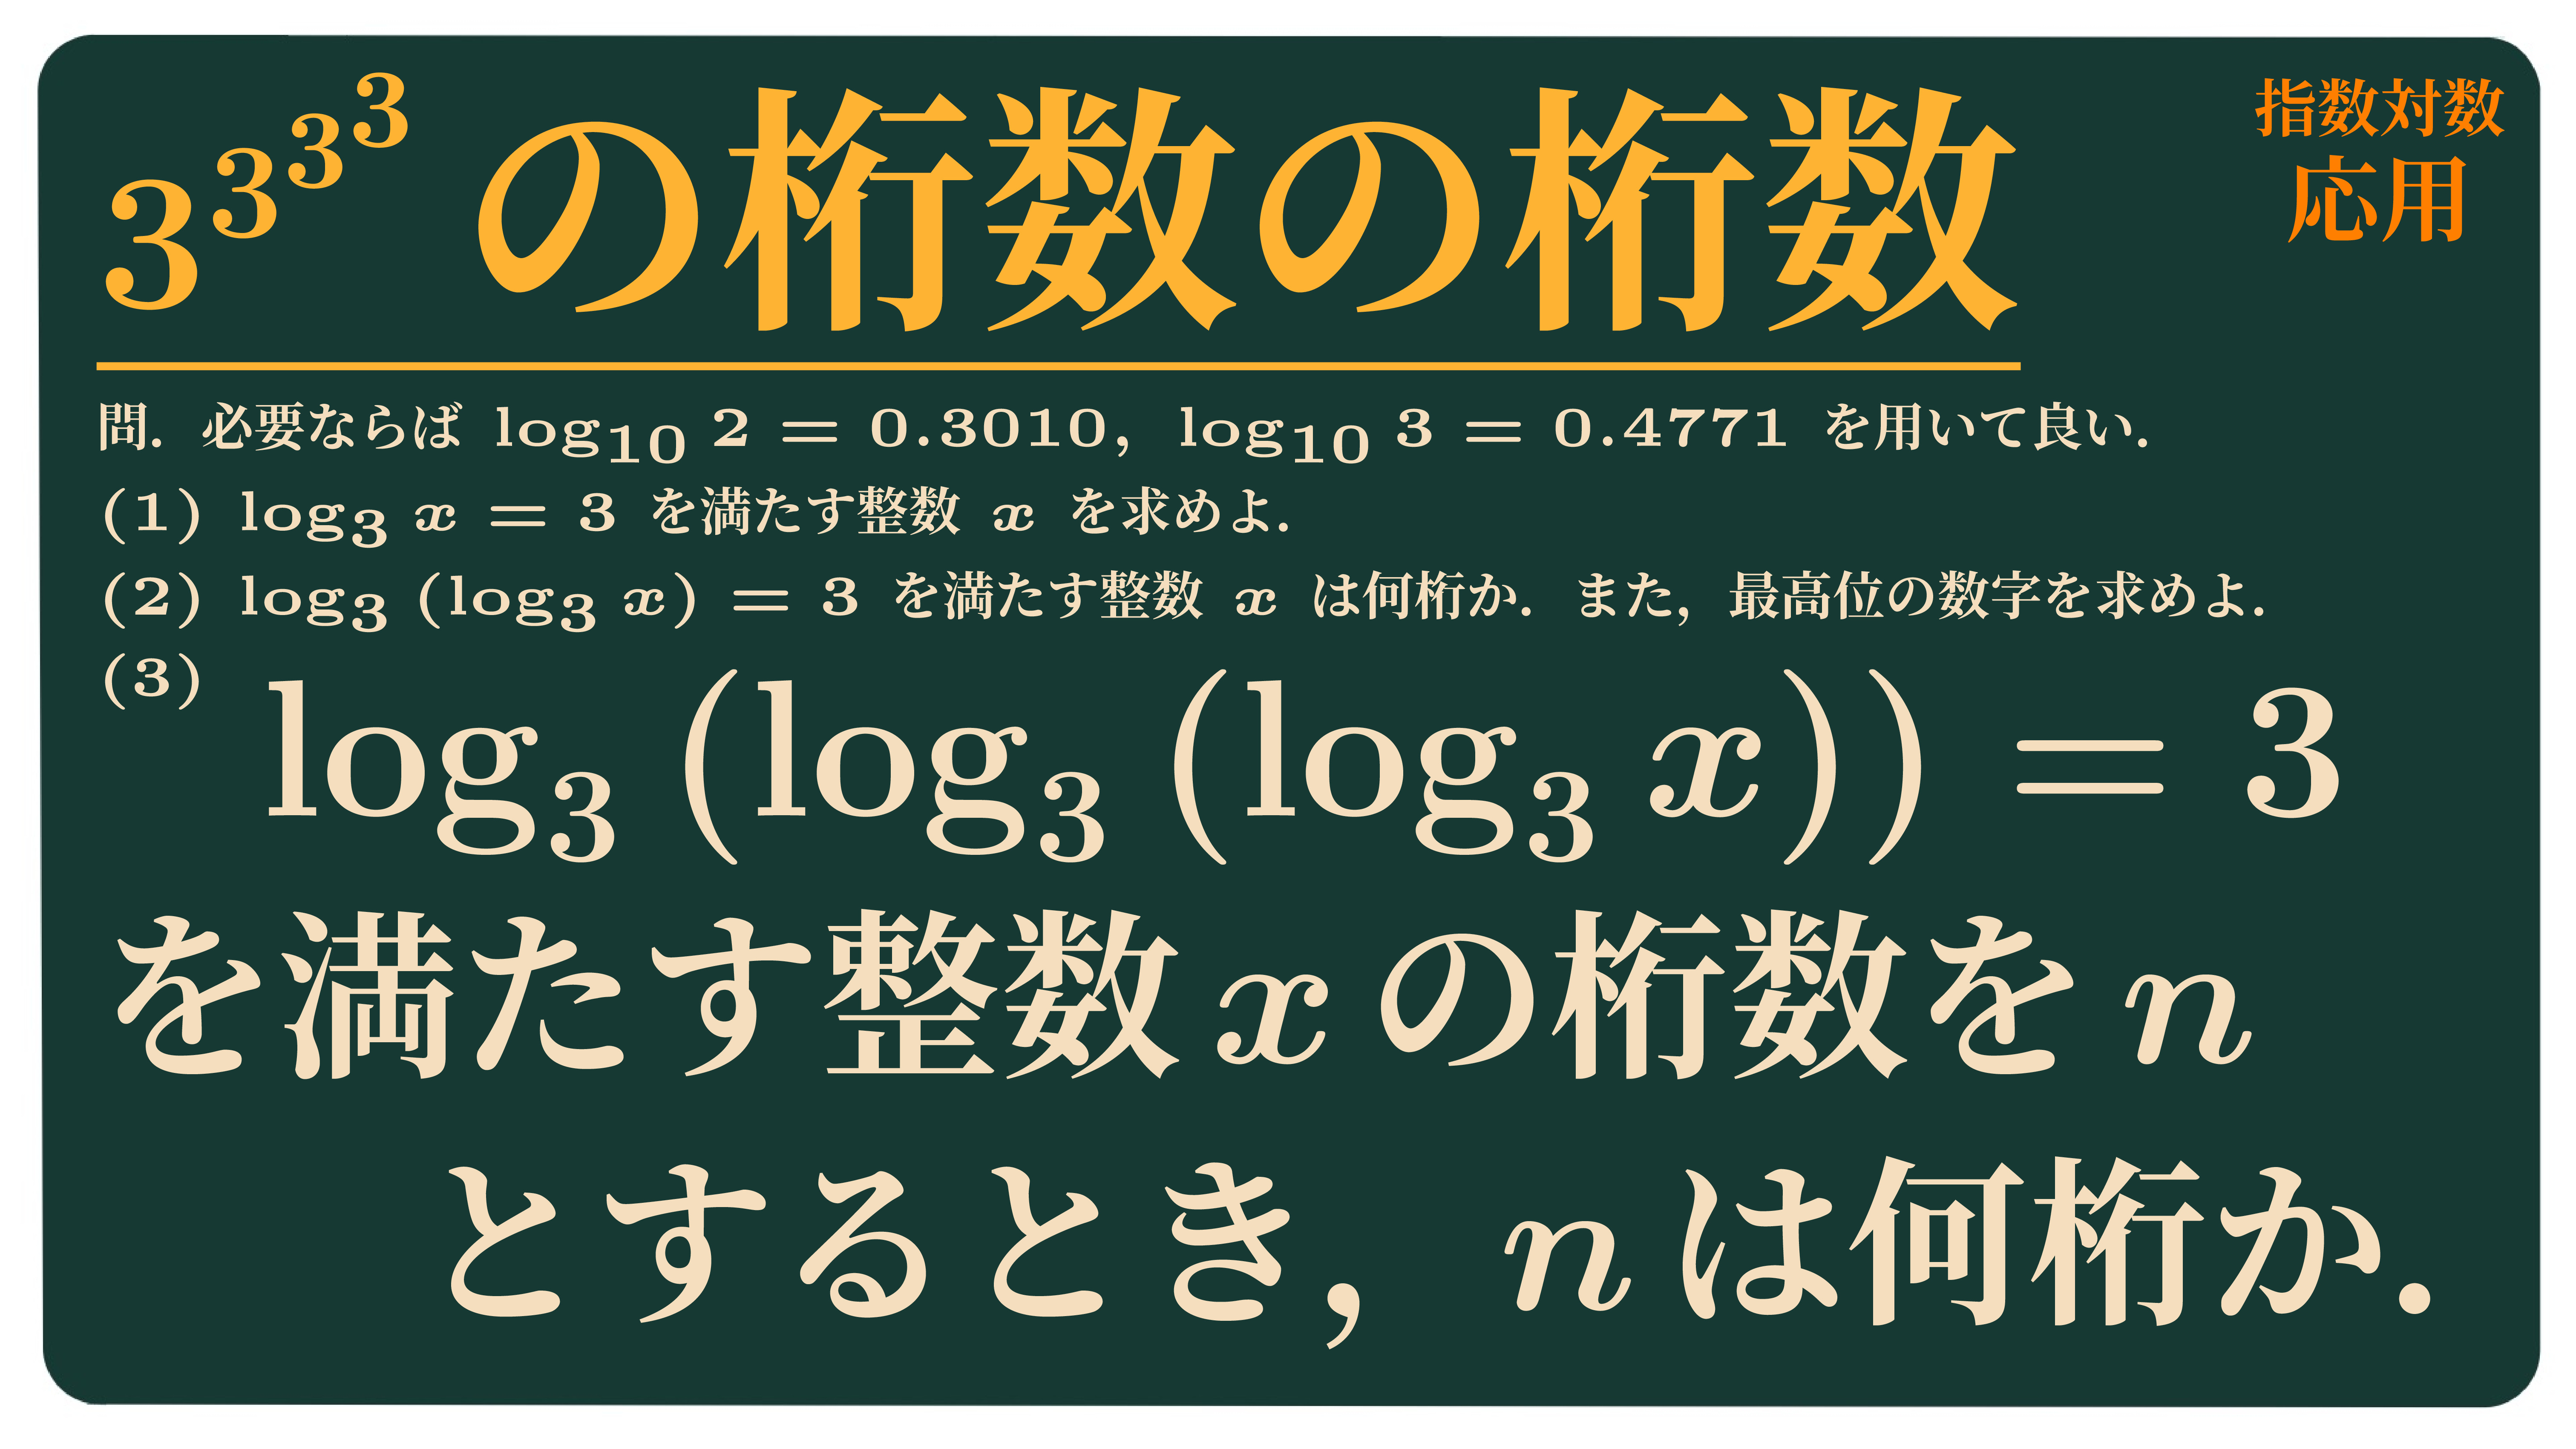 3^{3^{3^{3}}} の桁数の桁数
指数対数
応用
問. 必要ならば log₁₀ 2 = 0.3010, log₁₀ 3 = 0.4771 を用いて良い.
(1) log₃ x = 3 を満たす整数 x を求めよ.
(2) log₃ (log₃ x) = 3 を満たす整数 x は何桁か. また, 最高位の数字を求めよ.
(3) log₃ (log₃ (log₃ x)) = 3
を満たす整数 x の桁数を n
とするとき, n は何桁か.